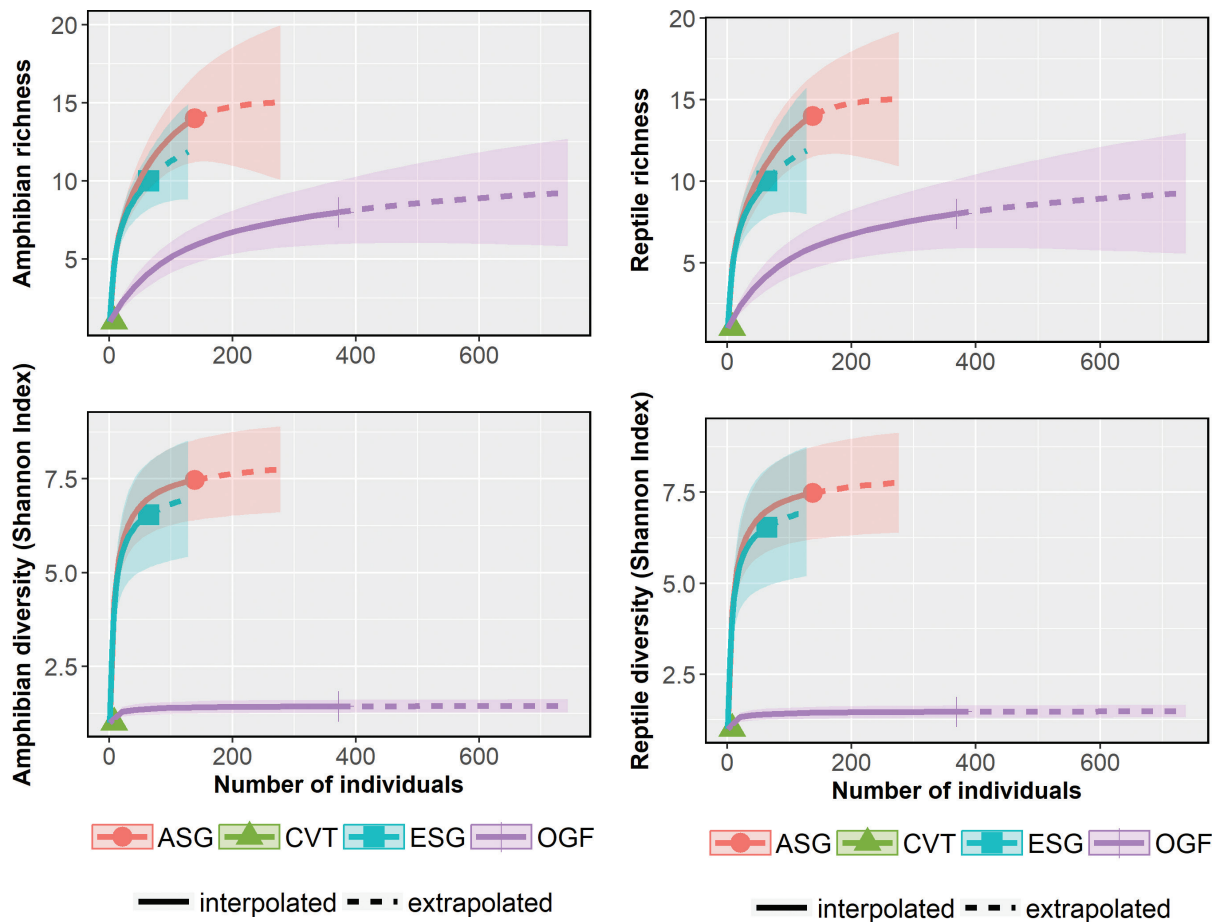 Amphibian richness
20
15
10
5
0 200 400 600
Reptile richness
20
15
10
5
0 200 400 600
Amphibian diversity (Shannon Index)
7.5
5.0
2.5
0 200 400 600
Number of individuals
Reptile diversity (Shannon Index)
7.5
5.0
2.5
0 200 400 600
Number of individuals
ASG CVT ESG OGF
interpolated extrapolated
ASG CVT ESG OGF
interpolated extrapolated